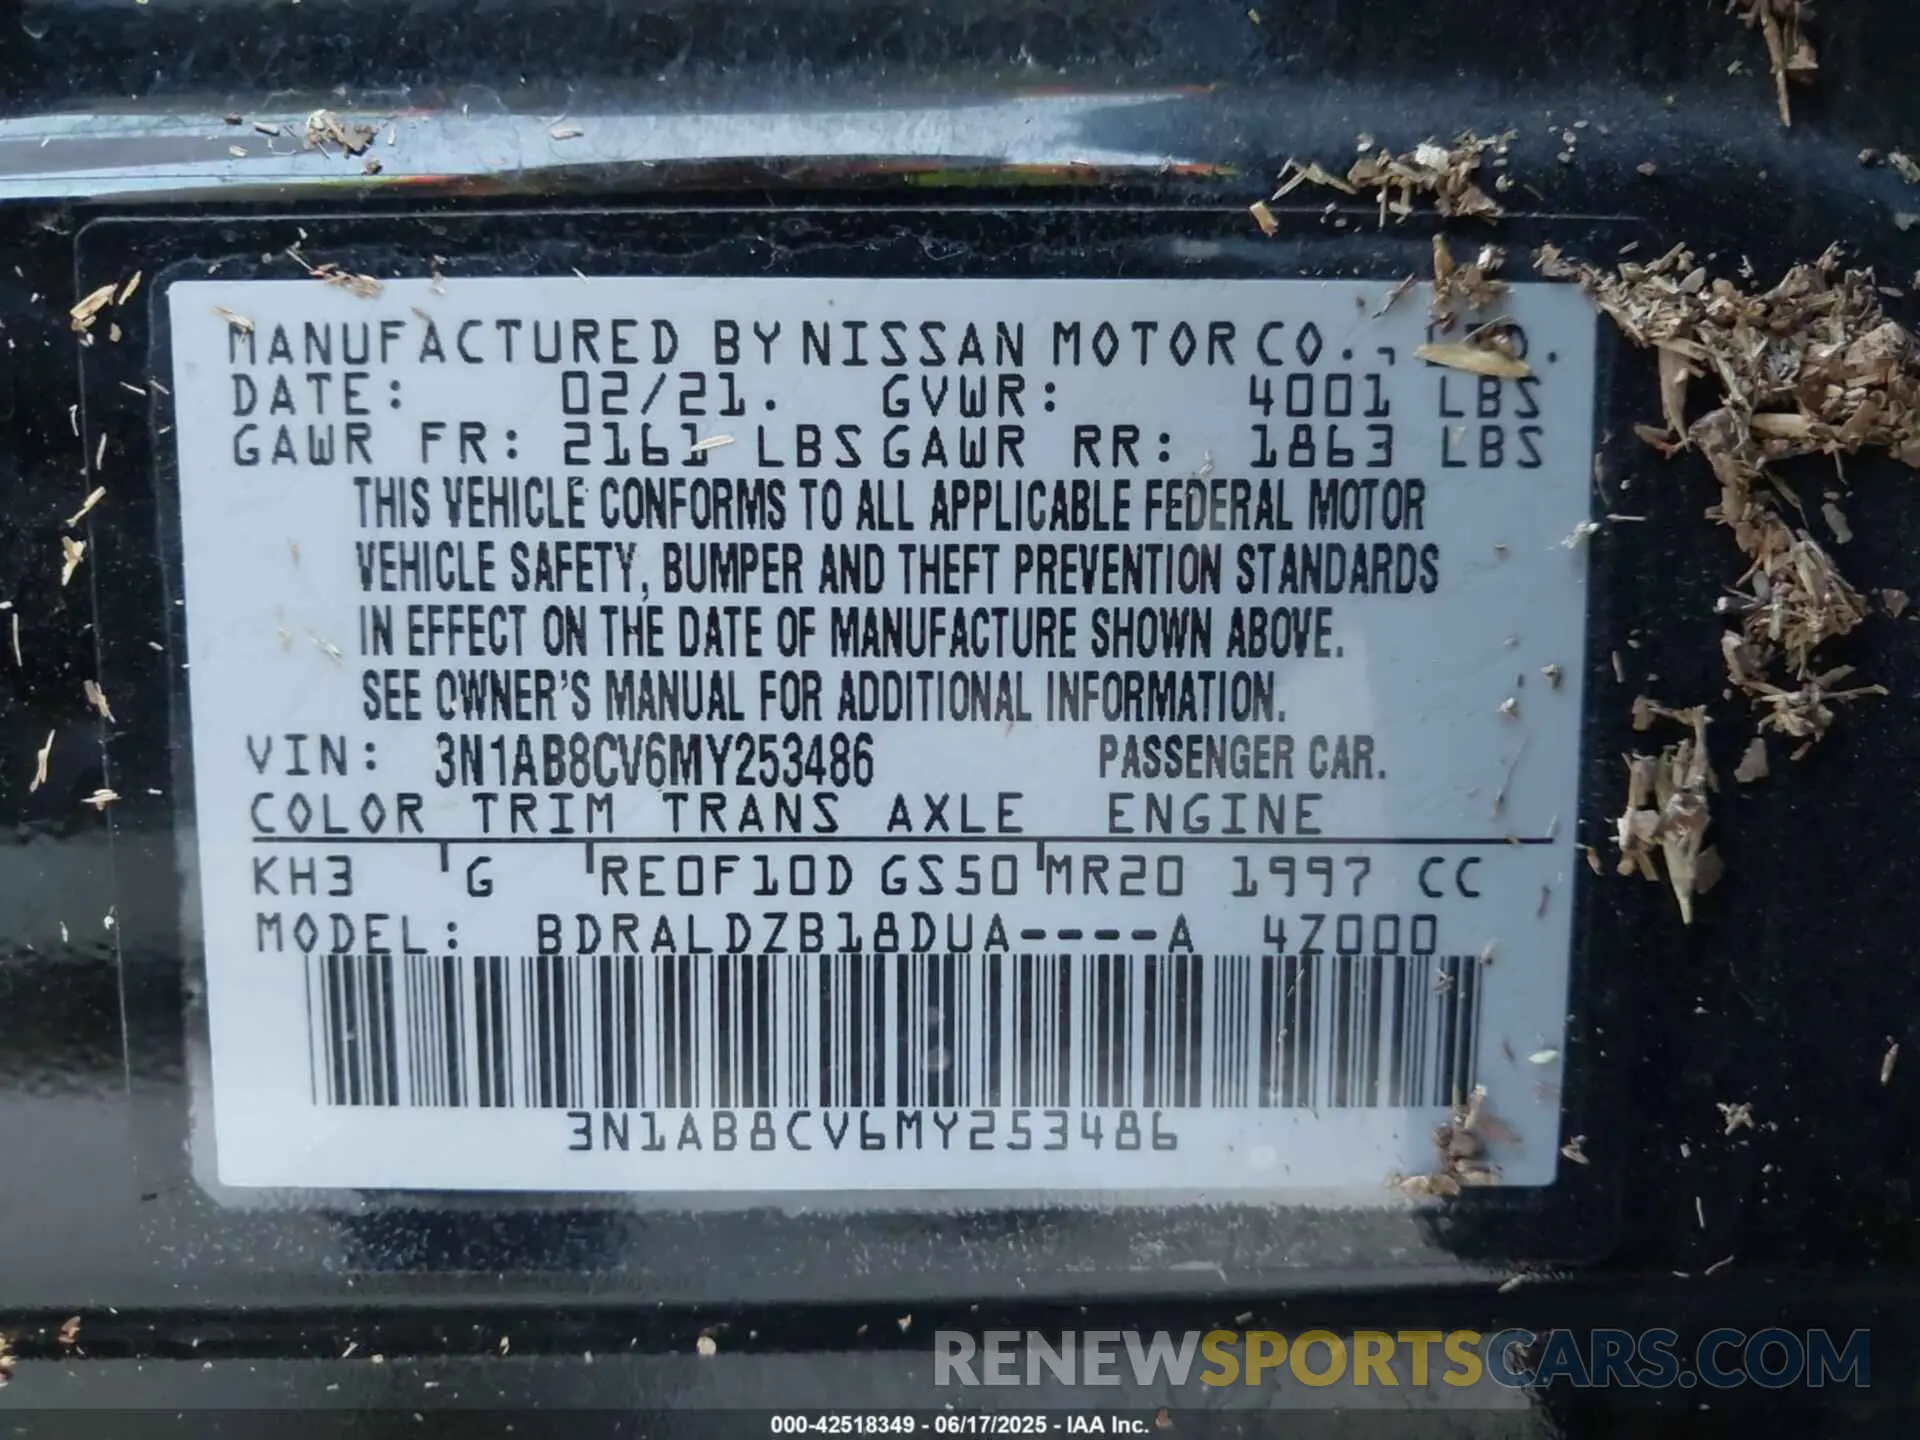 MANUFACTURED BY NISSAN MOTOR CO., LTD.
DATE: 02/21. GVWR: 4001 LBS
GAWR FR: 2161 LBS GAWR RR: 1863 LBS
THIS VEHICLE CONFORMS TO ALL APPLICABLE FEDERAL MOTOR
VEHICLE SAFETY, BUMPER AND THEFT PREVENTION STANDARDS
IN EFFECT ON THE DATE OF MANUFACTURE SHOWN ABOVE.
SEE OWNER'S MANUAL FOR ADDITIONAL INFORMATION.
VIN: 3N1AB8CV6MY253486 PASSENGER CAR.
COLOR TRIM TRANS AXLE ENGINE
KH3 G RE0F10D GS50 MR20 1997 CC
MODEL: BDRALDZB18DUA----A 4Z000
3N1AB8CV6MY253486
RENEWSPORTSCARS.COM
000-42518349 - 06/17/2025 - IAA Inc.